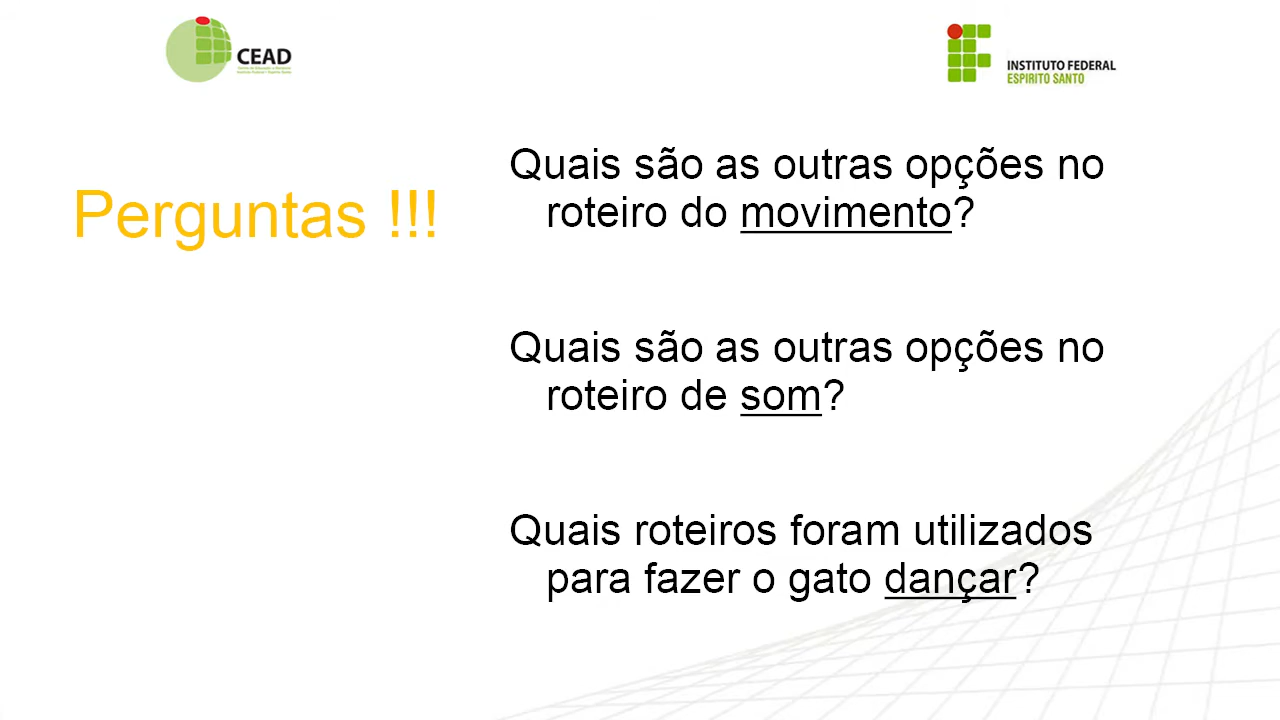 CEAD
INSTITUTO FEDERAL
ESPIRITO SANTO
Perguntas !!!
Quais são as outras opções no
roteiro do movimento?
Quais são as outras opções no
roteiro de som?
Quais roteiros foram utilizados
para fazer o gato dançar?